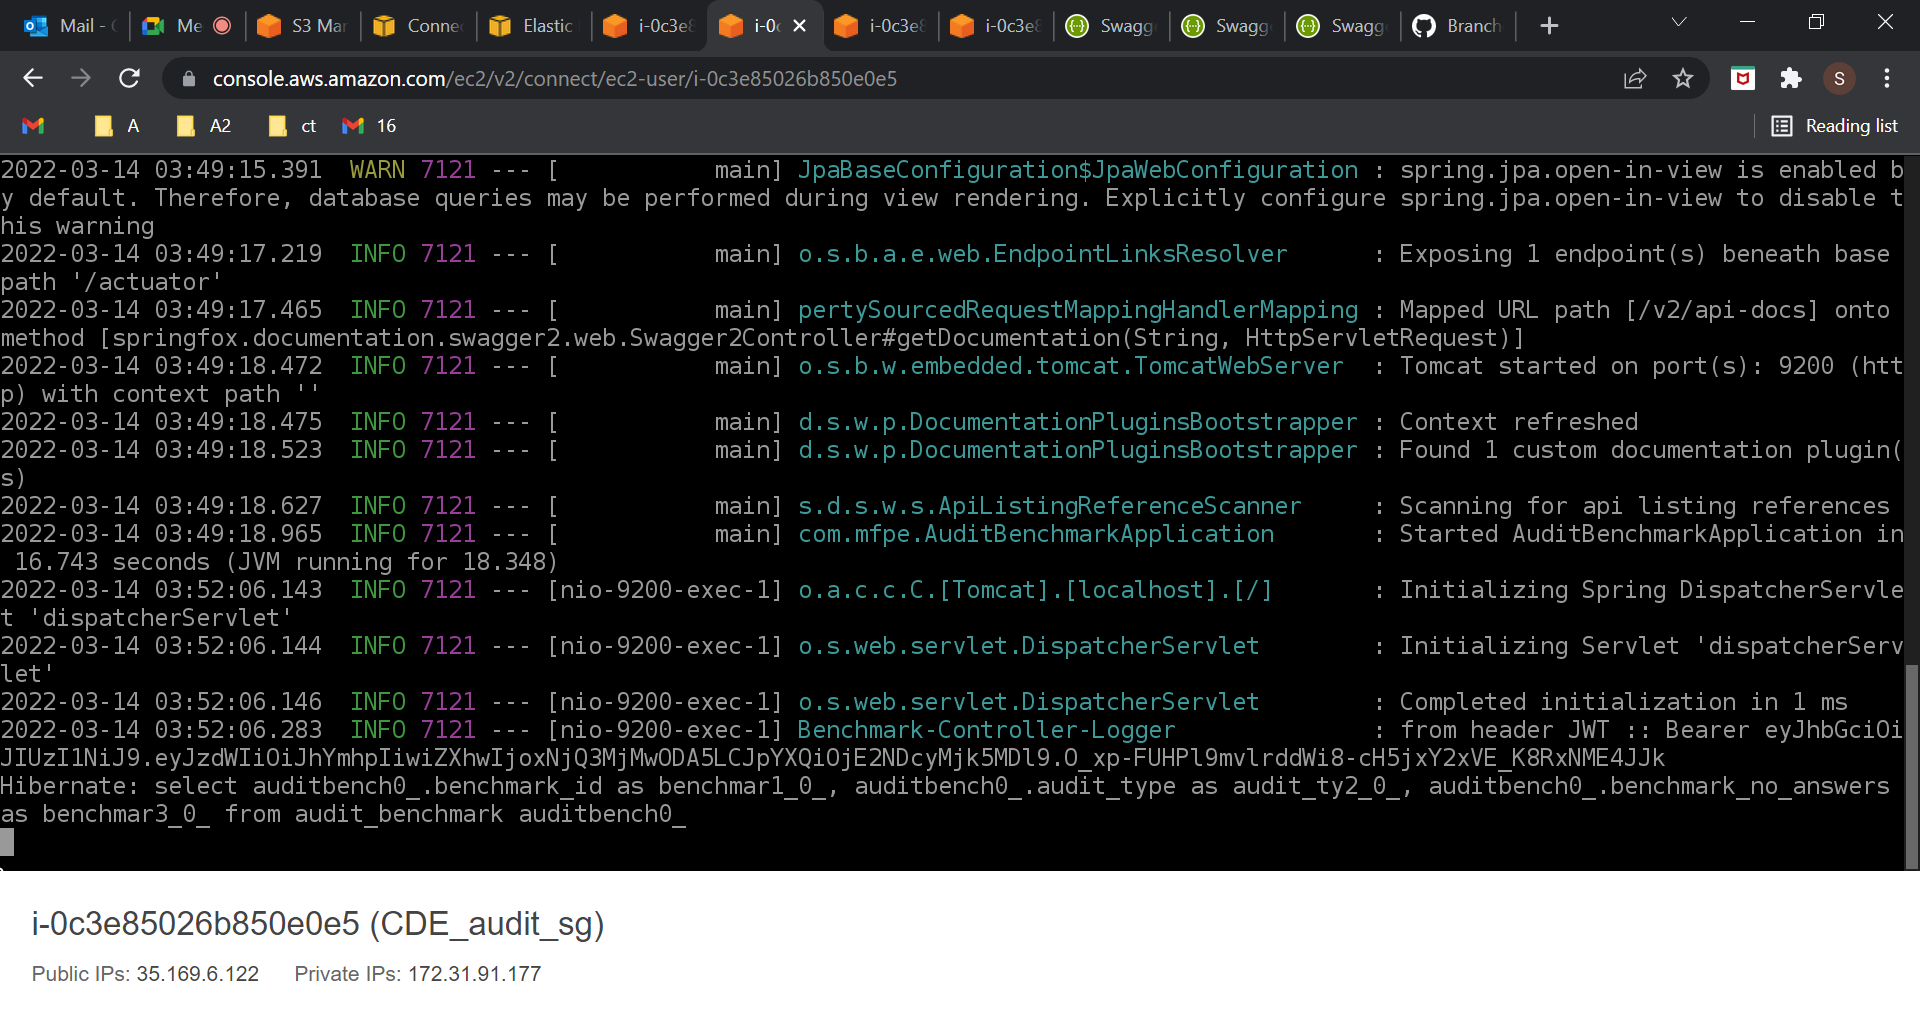 Mail - 
Me
S3 Mar
Connec
Elastic
i-0c3e8
i-0c
i-0c3e8
i-0c3e8
Swagge
Swagge
Swagge
Branch
console.aws.amazon.com/ec2/v2/connect/ec2-user/i-0c3e85026b850e0e5
S
A
A2
ct
16
Reading list
2022-03-14 03:49:15.391  WARN 7121 --- [           main] JpaBaseConfiguration$JpaWebConfiguration : spring.jpa.open-in-view is enabled b
y default. Therefore, database queries may be performed during view rendering. Explicitly configure spring.jpa.open-in-view to disable t
his warning
2022-03-14 03:49:17.219  INFO 7121 --- [           main] o.s.b.a.e.web.EndpointLinksResolver      : Exposing 1 endpoint(s) beneath base
path '/actuator'
2022-03-14 03:49:17.465  INFO 7121 --- [           main] pertySourcedRequestMappingHandlerMapping : Mapped URL path [/v2/api-docs] onto
method [springfox.documentation.swagger2.web.Swagger2Controller#getDocumentation(String, HttpServletRequest)]
2022-03-14 03:49:18.472  INFO 7121 --- [           main] o.s.b.w.embedded.tomcat.TomcatWebServer  : Tomcat started on port(s): 9200 (htt
p) with context path ''
2022-03-14 03:49:18.475  INFO 7121 --- [           main] d.s.w.p.DocumentationPluginsBootstrapper : Context refreshed
2022-03-14 03:49:18.523  INFO 7121 --- [           main] d.s.w.p.DocumentationPluginsBootstrapper : Found 1 custom documentation plugin(
s)
2022-03-14 03:49:18.627  INFO 7121 --- [           main] s.d.s.w.s.ApiListingReferenceScanner     : Scanning for api listing references
2022-03-14 03:49:18.965  INFO 7121 --- [           main] com.mfpe.AuditBenchmarkApplication       : Started AuditBenchmarkApplication in
 16.743 seconds (JVM running for 18.348)
2022-03-14 03:52:06.143  INFO 7121 --- [nio-9200-exec-1] o.a.c.c.C.[Tomcat].[localhost].[/]       : Initializing Spring DispatcherServle
t 'dispatcherServlet'
2022-03-14 03:52:06.144  INFO 7121 --- [nio-9200-exec-1] o.s.web.servlet.DispatcherServlet        : Initializing Servlet 'dispatcherServ
let'
2022-03-14 03:52:06.146  INFO 7121 --- [nio-9200-exec-1] o.s.web.servlet.DispatcherServlet        : Completed initialization in 1 ms
2022-03-14 03:52:06.283  INFO 7121 --- [nio-9200-exec-1] Benchmark-Controller-Logger              : from header JWT :: Bearer eyJhbGciOi
JIUzI1NiJ9.eyJzdWIiOiJhYmhpIiwiZXhwIjoxNjQ3MjMwODA5LCJpYXQiOjE2NDcyMjk5MDl9.O_xp-FUHPl9mvlrddWi8-cH5jxY2xVE_K8RxNME4JJk
Hibernate: select auditbench0_.benchmark_id as benchmar1_0_, auditbench0_.audit_type as audit_ty2_0_, auditbench0_.benchmark_no_answers
as benchmar3_0_ from audit_benchmark auditbench0_
i-0c3e85026b850e0e5 (CDE_audit_sg)
Public IPs: 35.169.6.122 Private IPs: 172.31.91.177